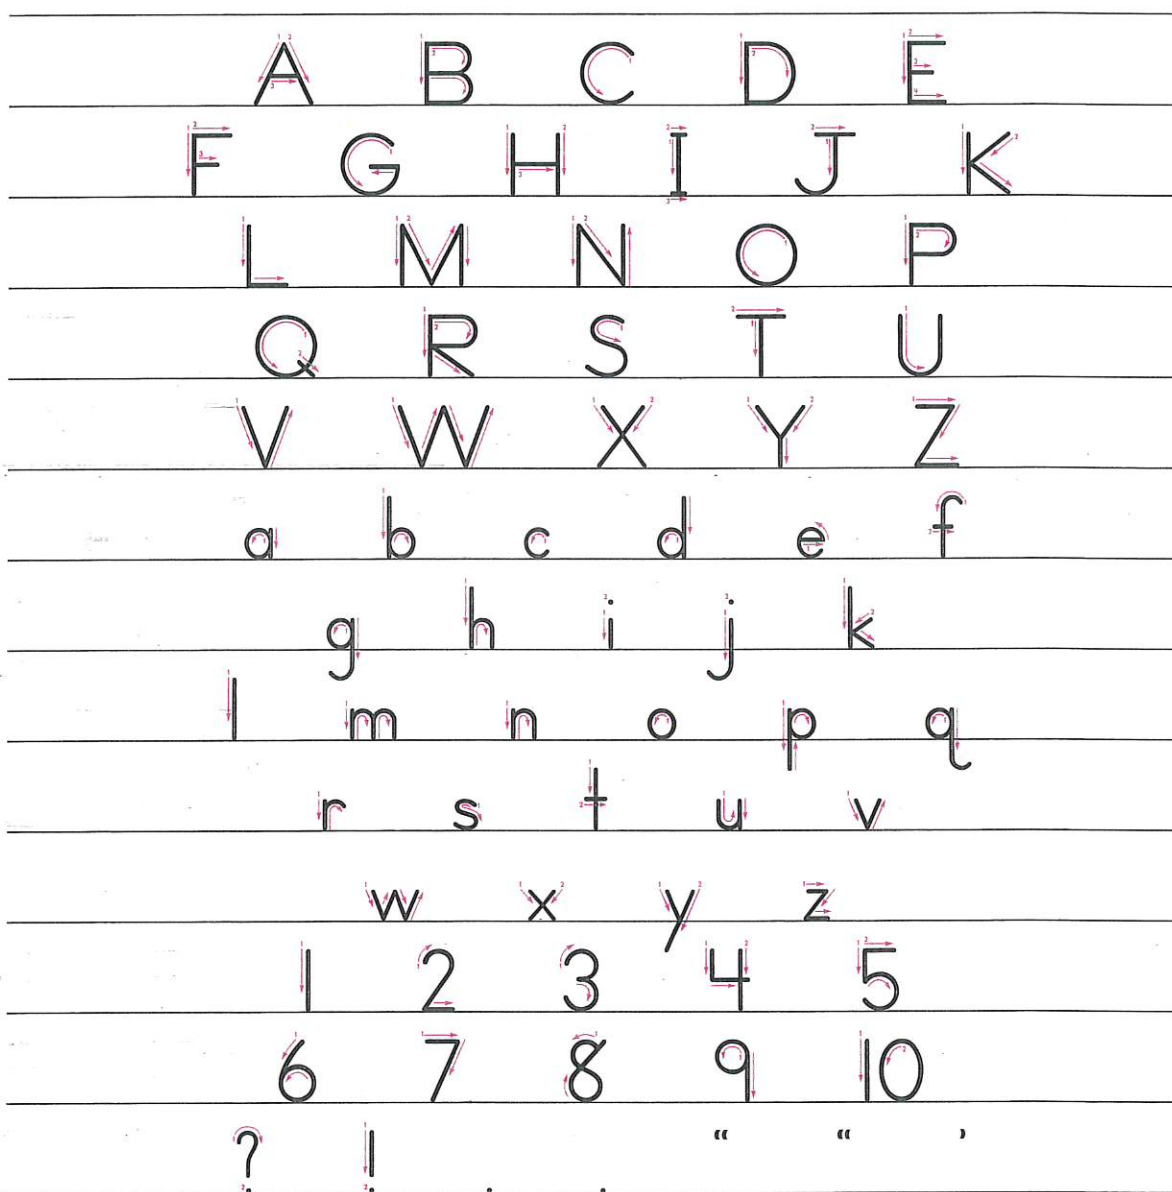 A B C D E
F G H I J K
L M N O P
Q R S T U
V W X Y Z
a b c d e f
g h i j k
l m n o p q
r s t u v
w x y z
1 2 3 4 5
6 7 8 9 10
? ! . . “ “ ’